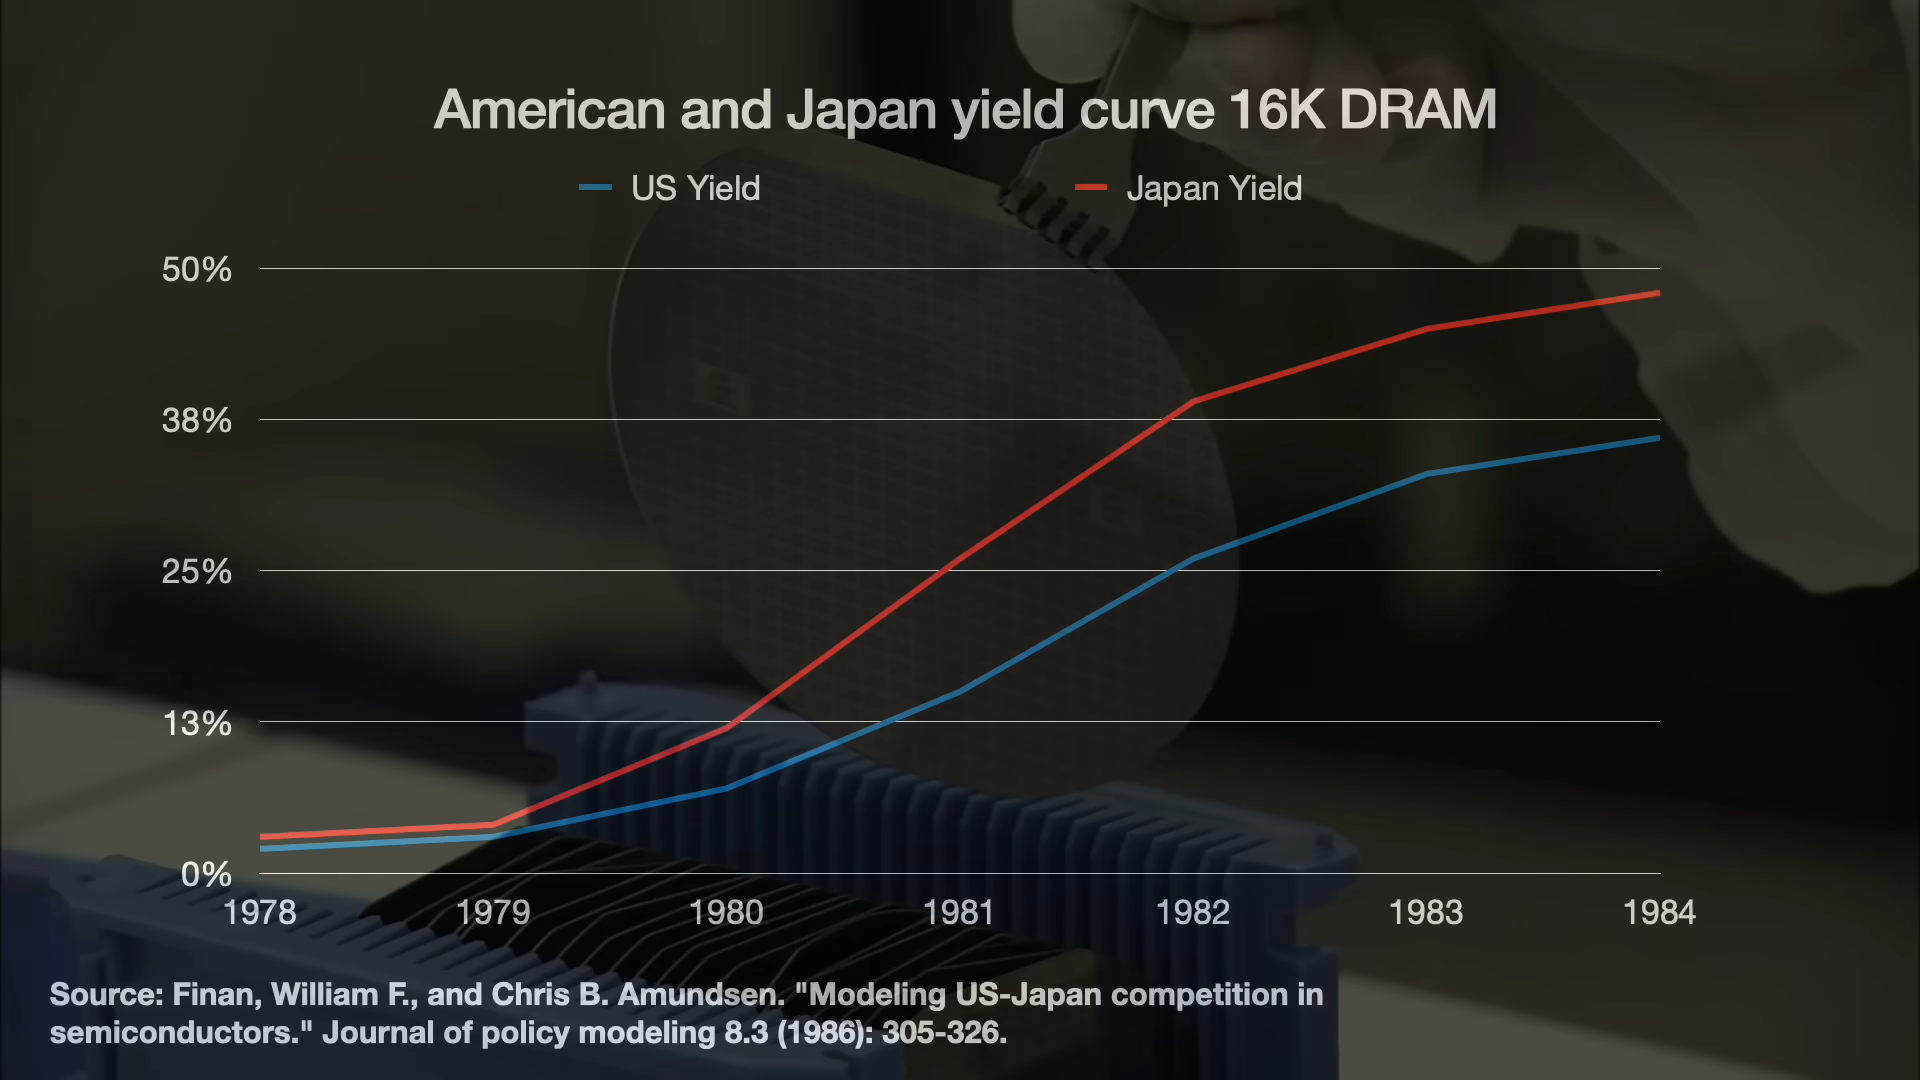 American and Japan yield curve 16K DRAM
US Yield
Japan Yield
50%
38%
25%
13%
0%
1978 1979 1980 1981 1982 1983 1984
Source: Finan, William F., and Chris B. Amundsen. "Modeling US-Japan competition in
semiconductors." Journal of policy modeling 8.3 (1986): 305-326.